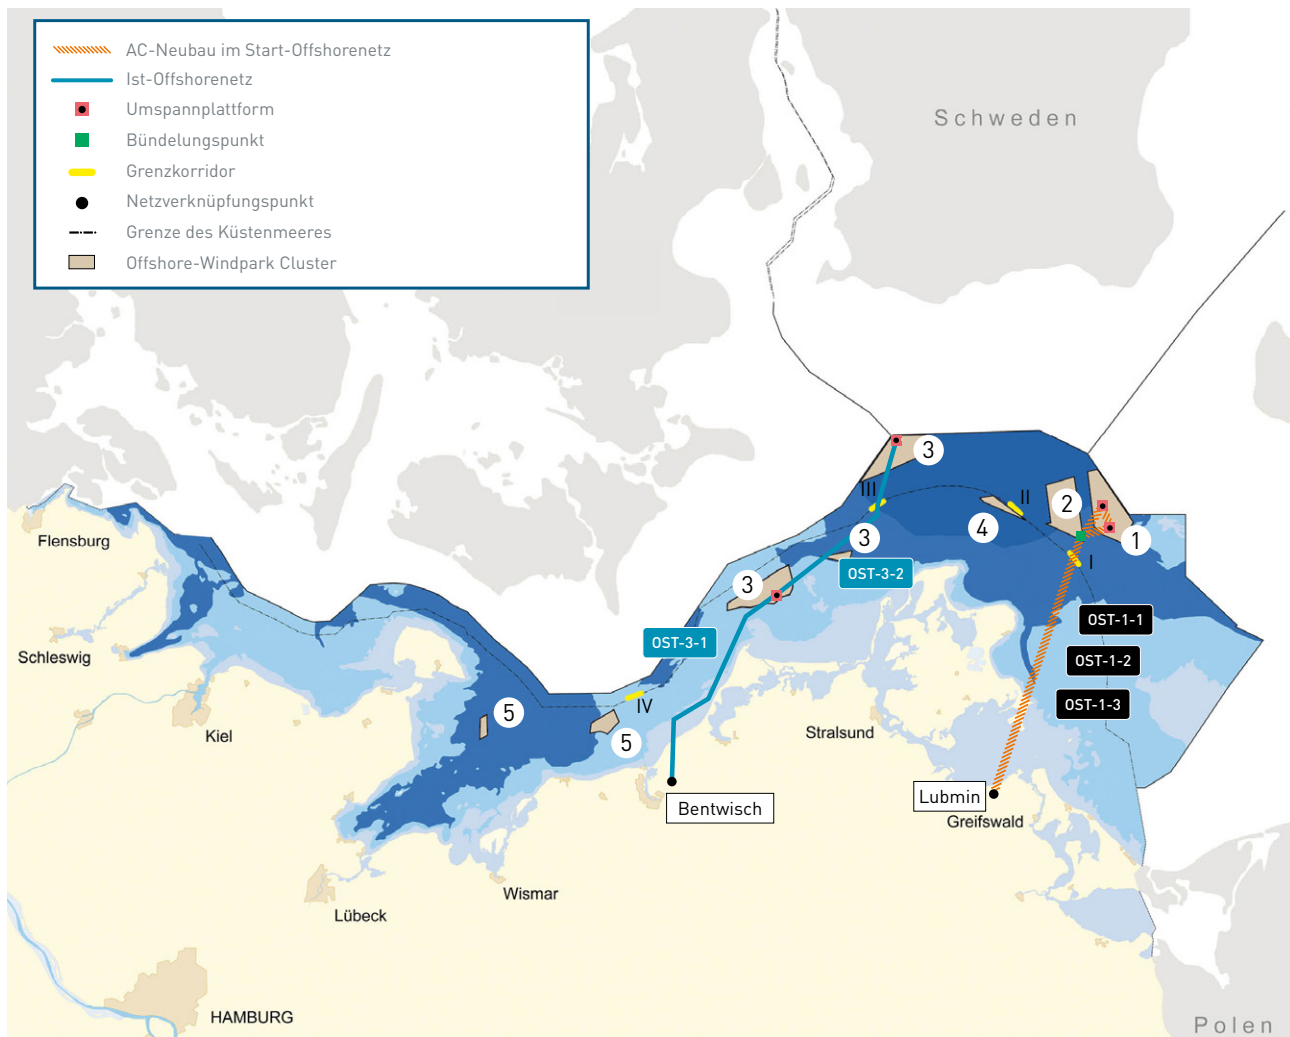 AC-Neubau im Start-Offshorenetz
Ist-Offshorenetz
Umspannplattform
Bündelungspunkt
Grenzkorridor
Netzverknüpfungspunkt
Grenze des Küstenmeeres
Offshore-Windpark Cluster
Schweden
3
III
II
2
4
1
3
I
OST-3-2
3
OST-1-1
OST-3-1
OST-1-2
OST-1-3
IV
5
5
Flensburg
Schleswig
Kiel
Stralsund
Bentwisch
Lubmin
Greifswald
Wismar
Lübeck
HAMBURG
Polen